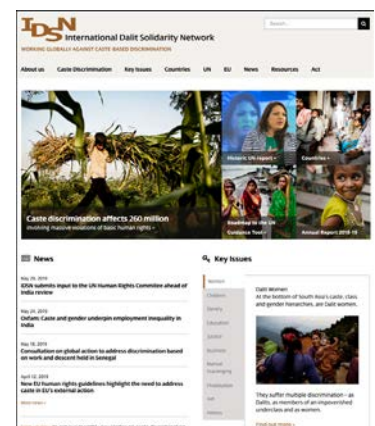 IDSN
International Dalit Solidarity Network
WORKING GLOBALLY AGAINST CASTE BASED DISCRIMINATION
Search ...
About us Caste Discrimination Key Issues Countries UN EU News Resources Act
Historic UN report »
Countries »
Caste discrimination affects 260 million
involving massive violations of basic human rights »
Roadmap to the UN
Guidance Tool »
Annual Report 2018-19
News
May 29, 2019
IDSN submits input to the UN Human Rights Committee ahead of
India review
May 21, 2019
Oxfam: Caste and gender underpin employment inequality in
India
May 18, 2019
Consultation on global action to address discrimination based
on work and descent held in Senegal
April 12, 2019
New EU human rights guidelines highlight the need to address
caste in EU's external action
Key Issues
Women
Children
Slavery
Education
Justice
Business
Manual
Scavenging
Prostitution
Dalit Women
At the bottom of South Asia's caste, class
and gender hierarchies, are Dalit women.
They suffer multiple discrimination – as
Dalits, as members of an impoverished
underclass and as women.
Find out more »